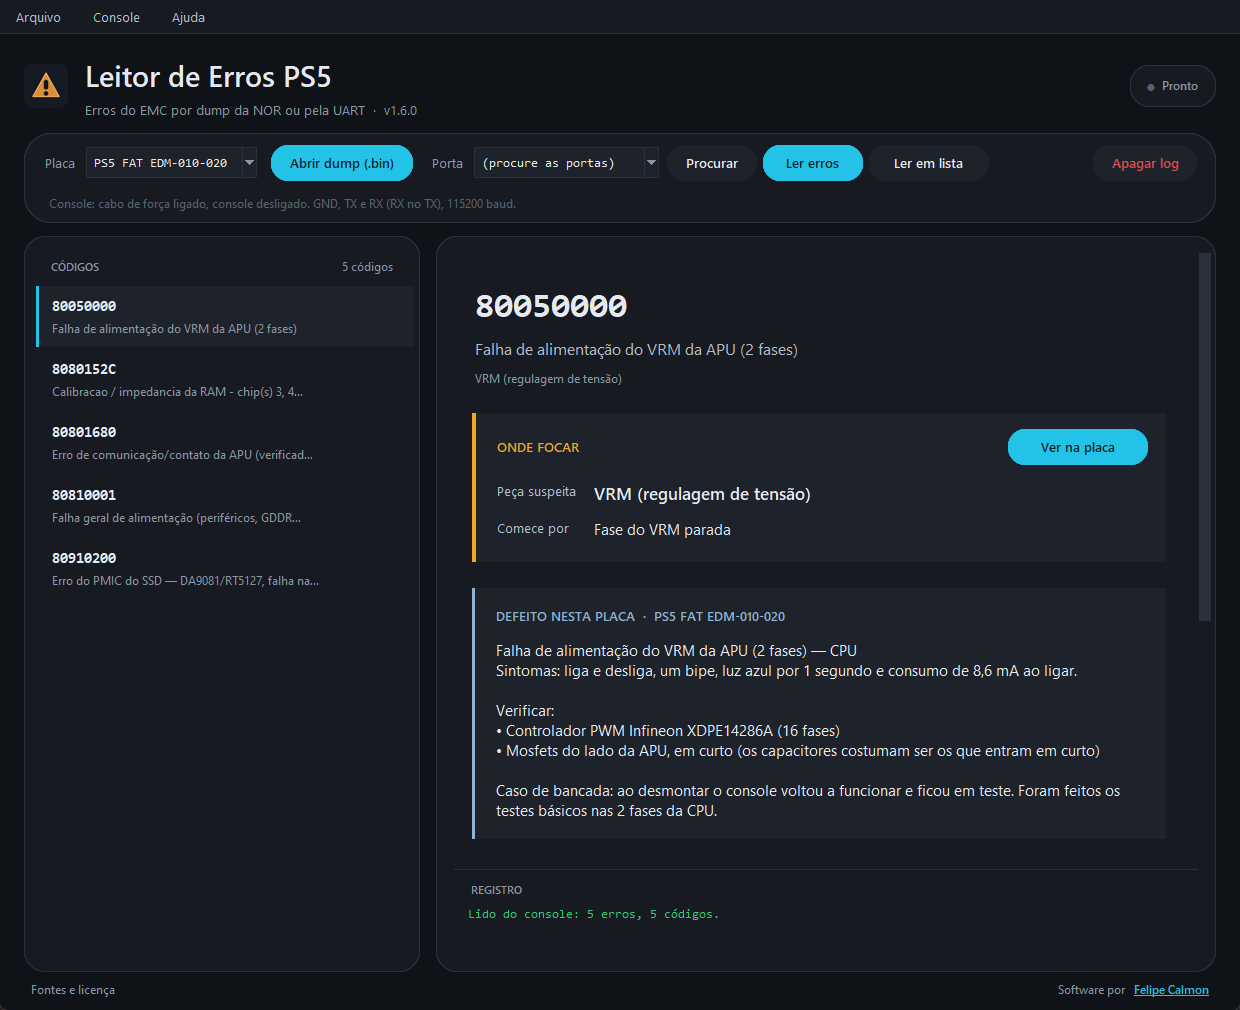 Arquivo Console Ajuda
Leitor de Erros PS5
Erros do EMC por dump da NOR ou pela UART · v1.6.0
Pronto
Placa PS5 FAT EDM-010-020 Abrir dump (.bin) Porta (procure as portas) Procurar Ler erros Ler em lista Apagar log
Console: cabo de força ligado, console desligado. GND, TX e RX (RX no TX), 115200 baud.
CÓDIGOS 5 códigos
80050000
Falha de alimentação do VRM da APU (2 fases)
8080152C
Calibracao / impedancia da RAM - chip(s) 3, 4...
80801680
Erro de comunicação/contato da APU (verificad...
80810001
Falha geral de alimentação (periféricos, GDDR...
80910200
Erro do PMIC do SSD — DA9081/RT5127, falha na...
80050000
Falha de alimentação do VRM da APU (2 fases)
VRM (regulagem de tensão)
ONDE FOCAR
Ver na placa
Peça suspeita VRM (regulagem de tensão)
Comece por Fase do VRM parada
DEFEITO NESTA PLACA · PS5 FAT EDM-010-020
Falha de alimentação do VRM da APU (2 fases) — CPU
Sintomas: liga e desliga, um bipe, luz azul por 1 segundo e consumo de 8,6 mA ao ligar.
Verificar:
• Controlador PWM Infineon XDPE14286A (16 fases)
• Mosfets do lado da APU, em curto (os capacitores costumam ser os que entram em curto)
Caso de bancada: ao desmontar o console voltou a funcionar e ficou em teste. Foram feitos os
testes básicos nas 2 fases da CPU.
REGISTRO
Lido do console: 5 erros, 5 códigos.
Fontes e licença
Software por Felipe Calmon